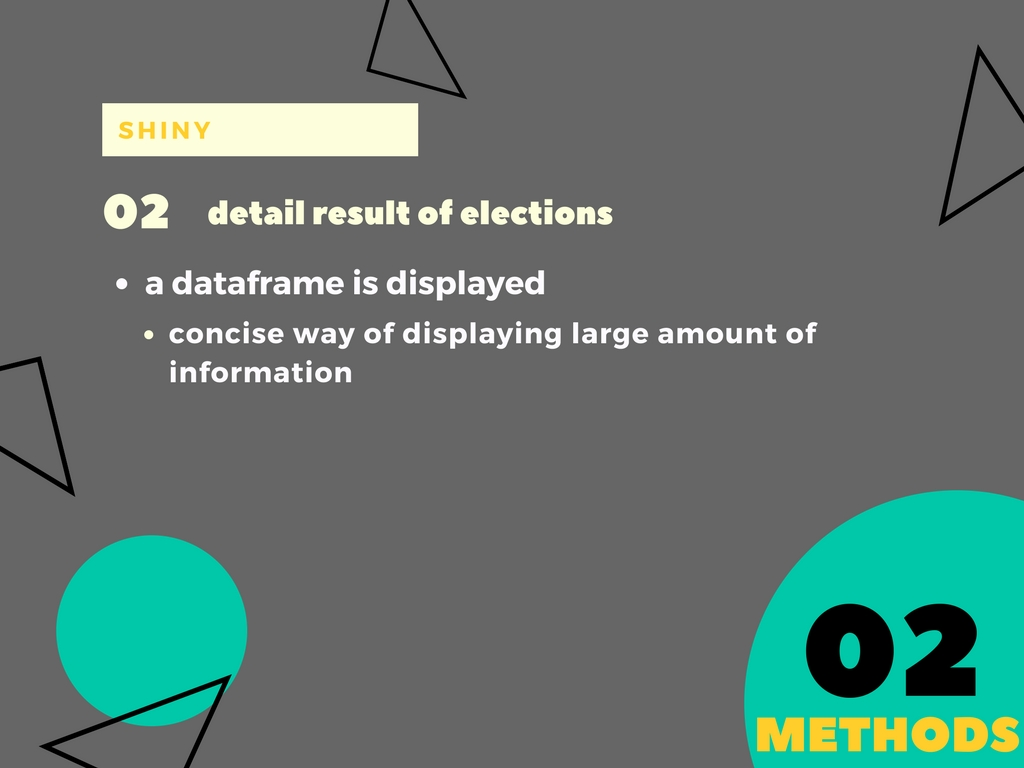 SHINY
02 detail result of elections
• a dataframe is displayed
• concise way of displaying large amount of
information
02
METHODS